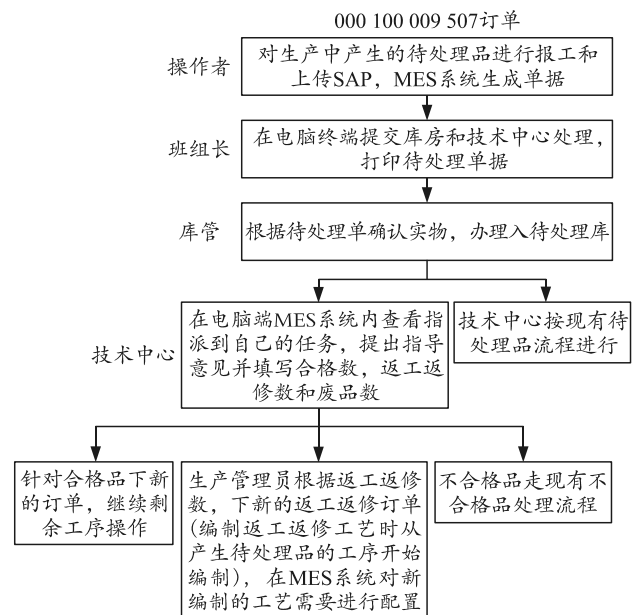 000 100 009 507订单
操作者
对生产中产生的待处理品进行报工和
上传SAP，MES系统生成单据
班组长
在电脑终端提交库房和技术中心处理，
打印待处理单据
库管
根据待处理单确认实物，办理入待处理库
技术中心
在电脑端MES系统内查看指
派到自己的任务，提出指导
意见并填写合格数，返工返
修数和废品数
技术中心按现有待
处理品流程进行
针对合格品下新
的订单，继续剩
余工序操作
生产管理员根据返工返修
数，下新的返工返修订单
(编制返工返修工艺时从
产生待处理品的工序开始
编制)，在MES系统对新
编制的工艺需要进行配置
不合格品走现有不
合格品处理流程